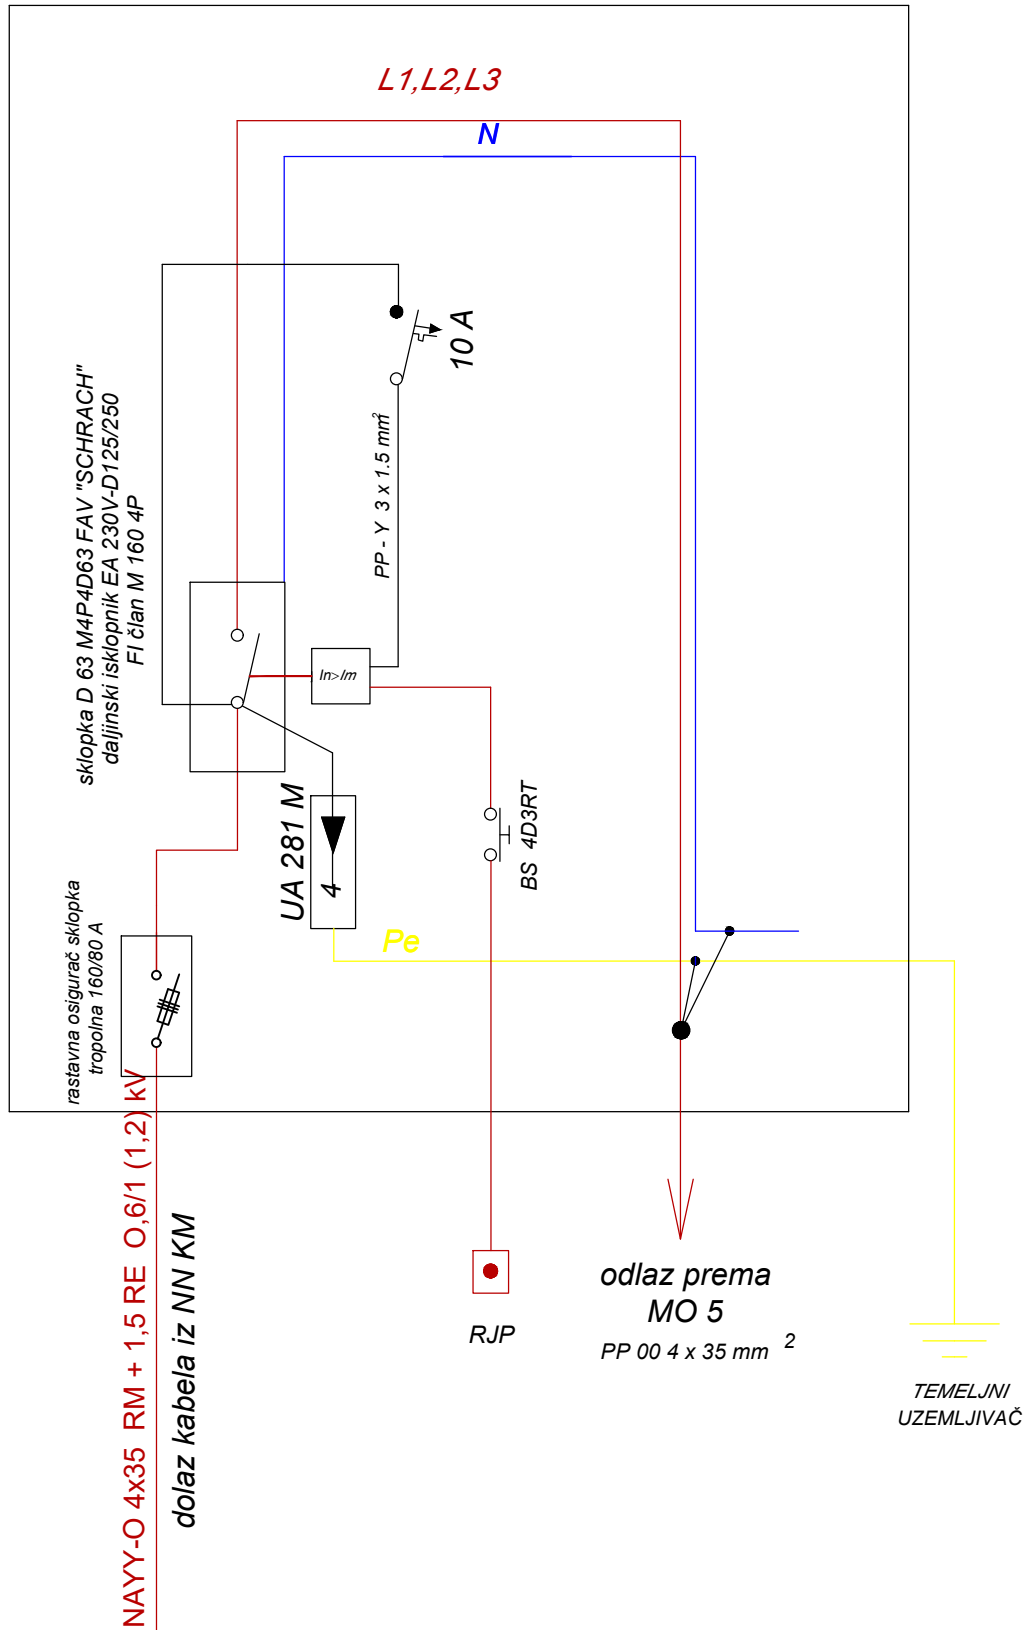 L1,L2,L3
N
10 A
PP - Y 3 x 1.5 mm²
sklopka D 63 M4P4D63 FAV "SCHRACH"
daljinski isklopnik EA 230V-D125/250
FI član M 160 4P
In>Im
UA 281 M
4
BS 4D3RT
Pe
rastavna osigurač sklopka
tropolna 160/80 A
NAYY-O 4x35 RM + 1,5 RE O,6/1 (1,2) kV
dolaz kabela iz NN KM
RJP
odlaz prema
MO 5
PP 00 4 x 35 mm 2
TEMELJNI
UZEMLJIVAČ